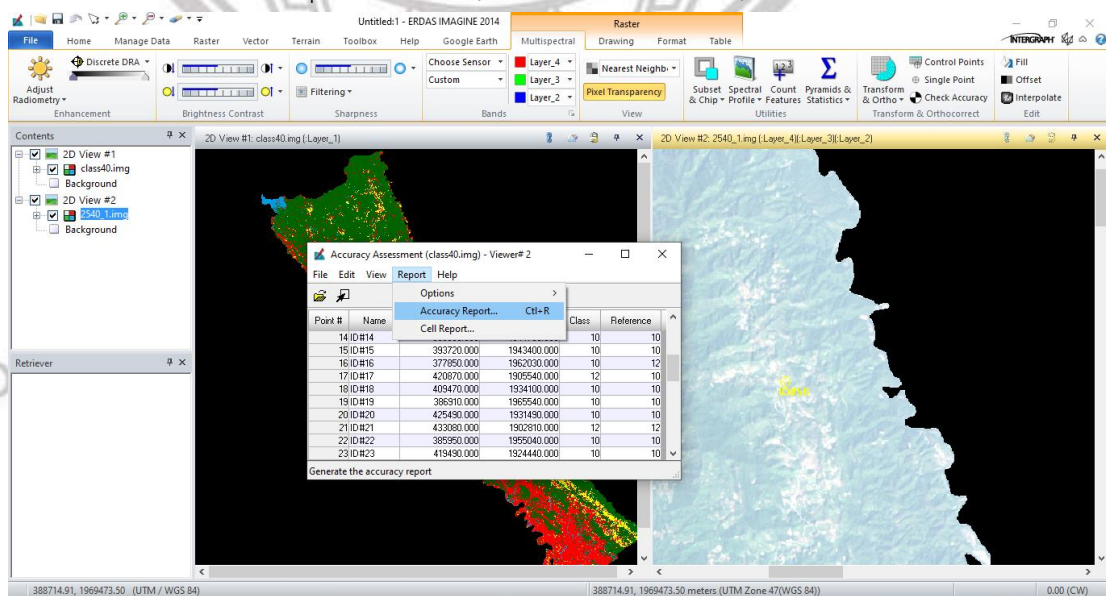 Untitled:1 - ERDAS IMAGINE 2014
Raster
File Home Manage Data Raster Vector Terrain Toolbox Help Google Earth Multispectral Drawing Format Table
INTERGRAPH
Discrete DRA
Adjust
Radiometry
Enhancement
Brightness Contrast
Filtering
Sharpness
Choose Sensor
Custom
Layer_4
Layer_3
Layer_2
Bands
Nearest Neighb
Pixel Transparency
View
Subset
& Chip
Spectral
Profile
Count
Features
Pyramids &
Statistics
Utilities
Transform
& Ortho
Control Points
Single Point
Check Accuracy
Transform & Orthocorrect
Fill
Offset
Interpolate
Edit
Contents
2D View #1
class40.img
Background
2D View #2
2540_1.img
Background
Retriever
2D View #1: class40.img (:Layer_1)
2D View #2: 2540_1.img (:Layer_4)(:Layer_3)(:Layer_2)
Accuracy Assessment (class40.img) - Viewer# 2
File Edit View Report Help
Options
Accuracy Report... Ctl+R
Cell Report...
Point # Name Class Reference
14 ID#14 10 10
15 ID#15 393720.000 1943400.000 10 10
16 ID#16 377850.000 1962030.000 10 12
17 ID#17 420870.000 1905540.000 12 10
18 ID#18 409470.000 1934100.000 10 10
19 ID#19 386910.000 1965540.000 10 10
20 ID#20 425490.000 1931490.000 10 10
21 ID#21 433080.000 1902810.000 12 12
22 ID#22 385950.000 1955040.000 10 10
23 ID#23 419490.000 1924440.000 10 10
Generate the accuracy report
388714.91, 1969473.50 (UTM / WGS 84)
388714.91, 1969473.50 meters (UTM Zone 47(WGS 84))
0.00 (CW)